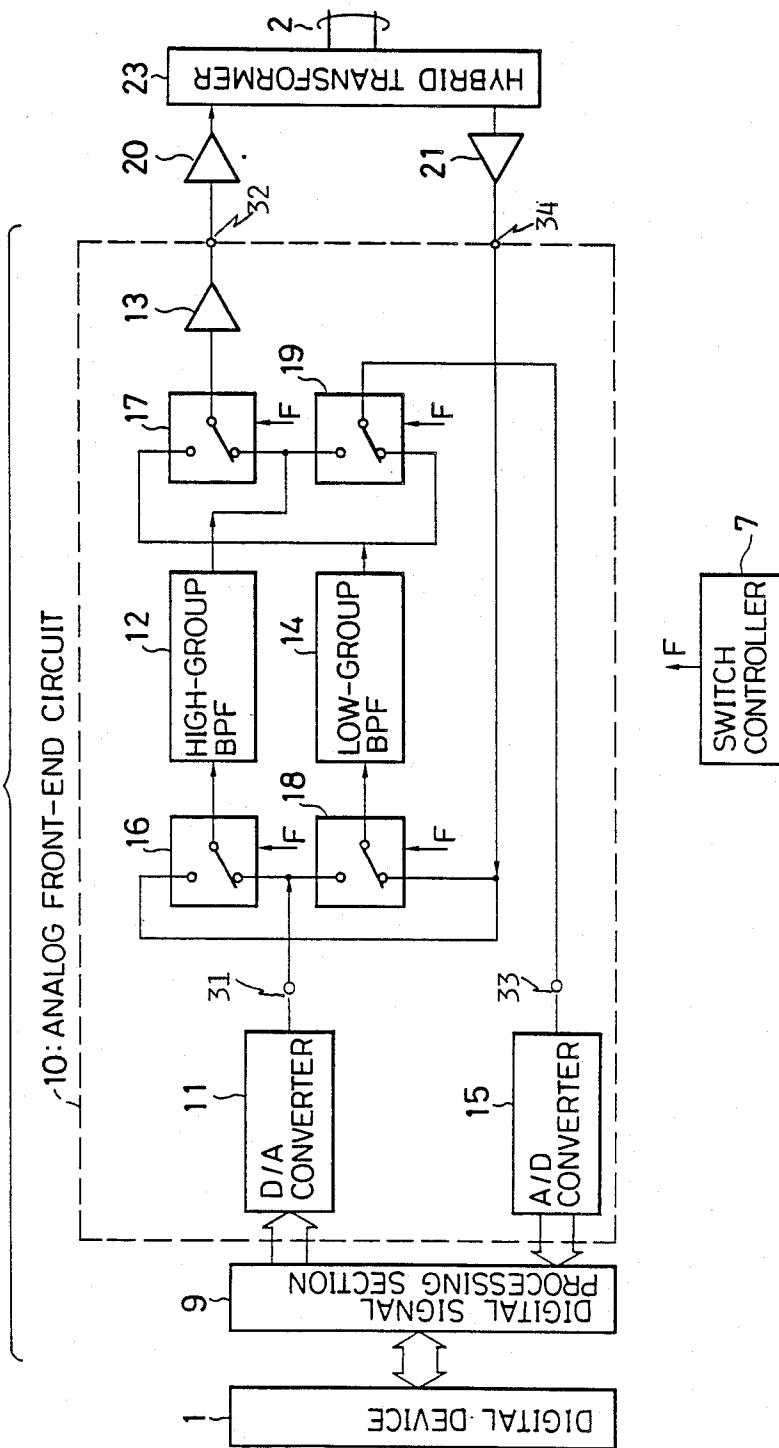 10: ANALOG FRONT-END CIRCUIT
1
DIGITAL DEVICE
9
DIGITAL SIGNAL
PROCESSING SECTION
11
D/A
CONVERTER
31
15
A/D
CONVERTER
33
16
F
18
F
12
HIGH-GROUP
BPF
14
LOW-GROUP
BPF
17
F
19
F
13
32
34
20
21
23
HYBRID TRANSFORMER
2
F
7
SWITCH
CONTROLLER